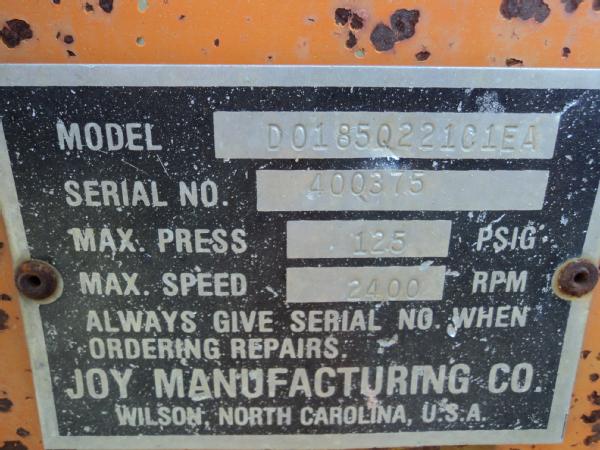 MODEL D0185Q221C1EA
SERIAL NO. 400375
MAX. PRESS 125 PSIG
MAX. SPEED 2400 RPM
ALWAYS GIVE SERIAL NO. WHEN
ORDERING REPAIRS.
JOY MANUFACTURING CO.
WILSON, NORTH CAROLINA, U.S.A